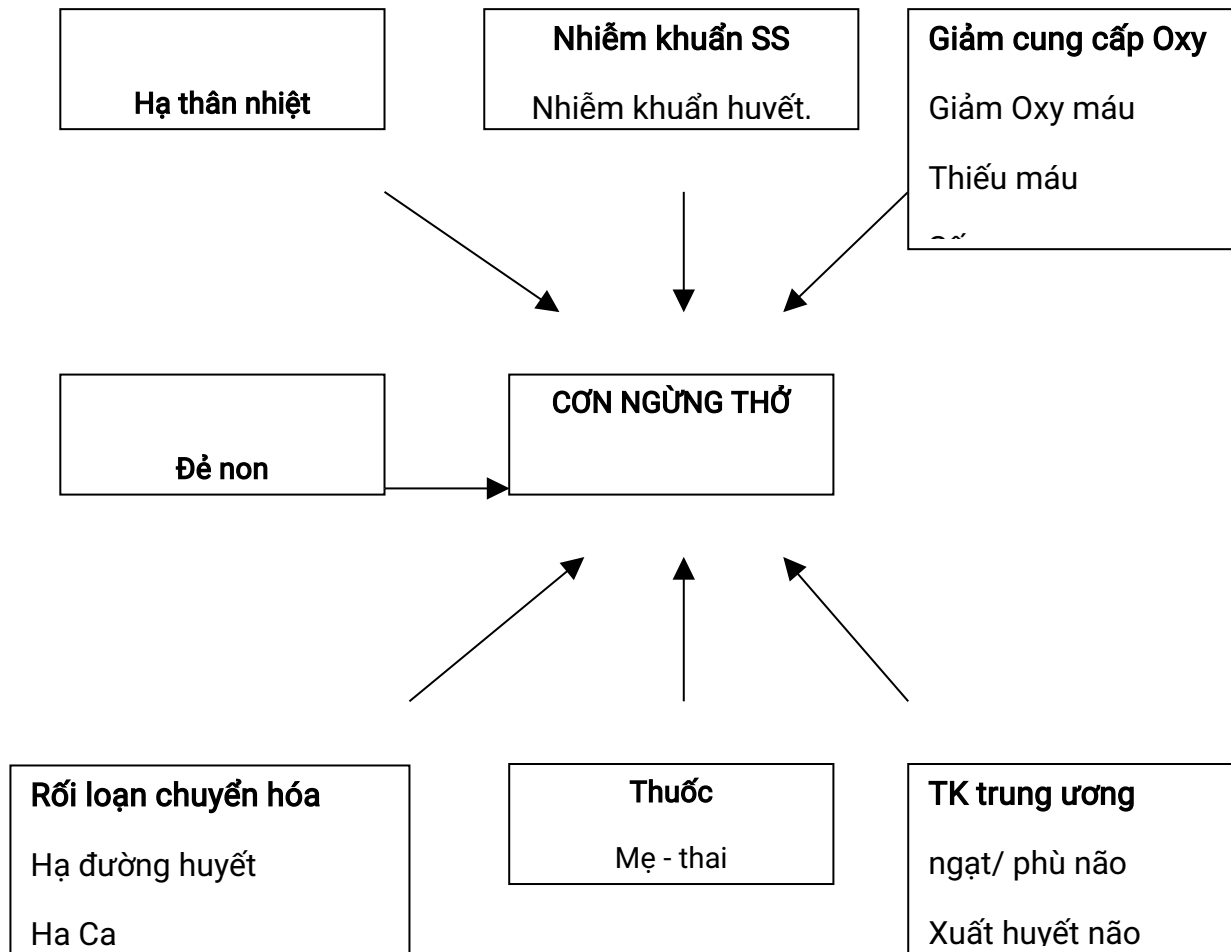 Hạ thân nhiệt
Nhiễm khuẩn SS
Nhiễm khuẩn huyết.
Giảm cung cấp Oxy
Giảm Oxy máu
Thiếu máu
Đẻ non
CƠN NGỪNG THỞ
Rối loạn chuyển hóa
Hạ đường huyết
Hạ Ca
Thuốc
Mẹ - thai
TK trung ương
ngạt/ phù não
Xuất huyết não